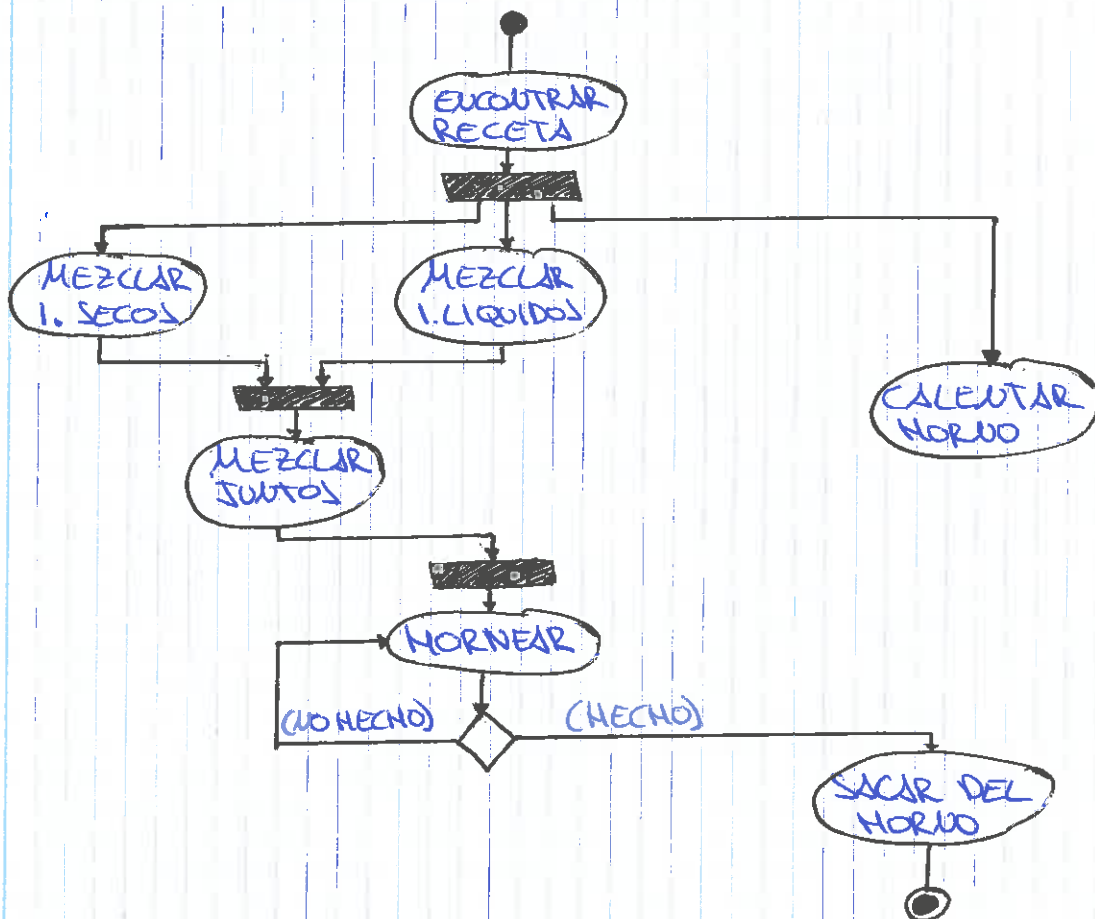 ENCONTRAR
RECETA
MEZCLAR
I. SECOS
MEZCLAR
I. LIQUIDOS
CALENTAR
HORNO
MEZCLAR
JUNTOS
HORNEAR
(NO HECHO)
(HECHO)
SACAR DEL
HORNO